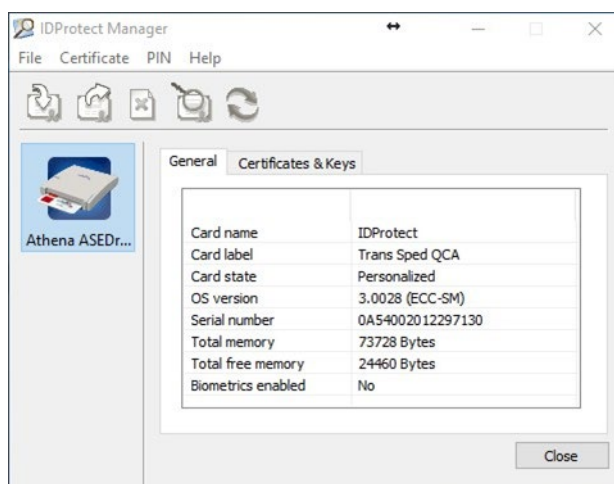 IDProtect Manager
File Certificate PIN Help
Athena ASEDr...
General Certificates & Keys
Card name IDProtect
Card label Trans Sped QCA
Card state Personalized
OS version 3.0028 (ECC-SM)
Serial number 0A54002012297130
Total memory 73728 Bytes
Total free memory 24460 Bytes
Biometrics enabled No
Close